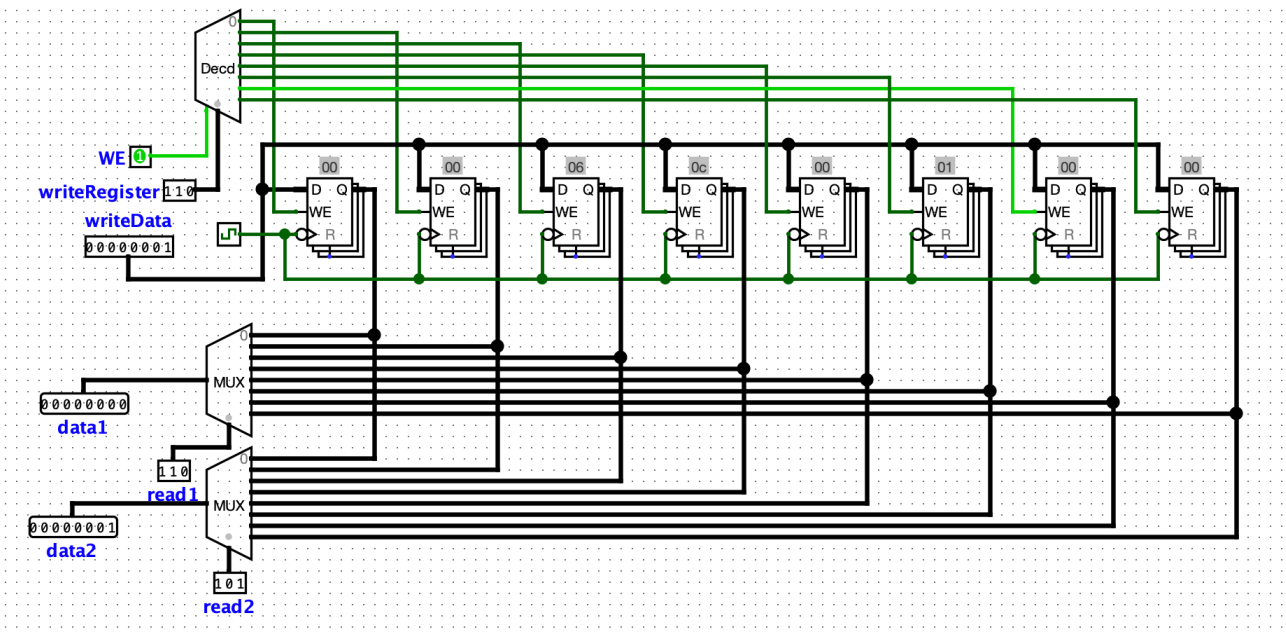 0
Decd
WE 1
writeRegister 110
writeData
00000001
00 00 06 0c 00 01 00 00
D Q D Q D Q D Q D Q D Q D Q D Q
WE WE WE WE WE WE WE WE
R R R R R R R R
0
MUX
00000000
data1
110
read1
0
MUX
00000001
data2
101
read2